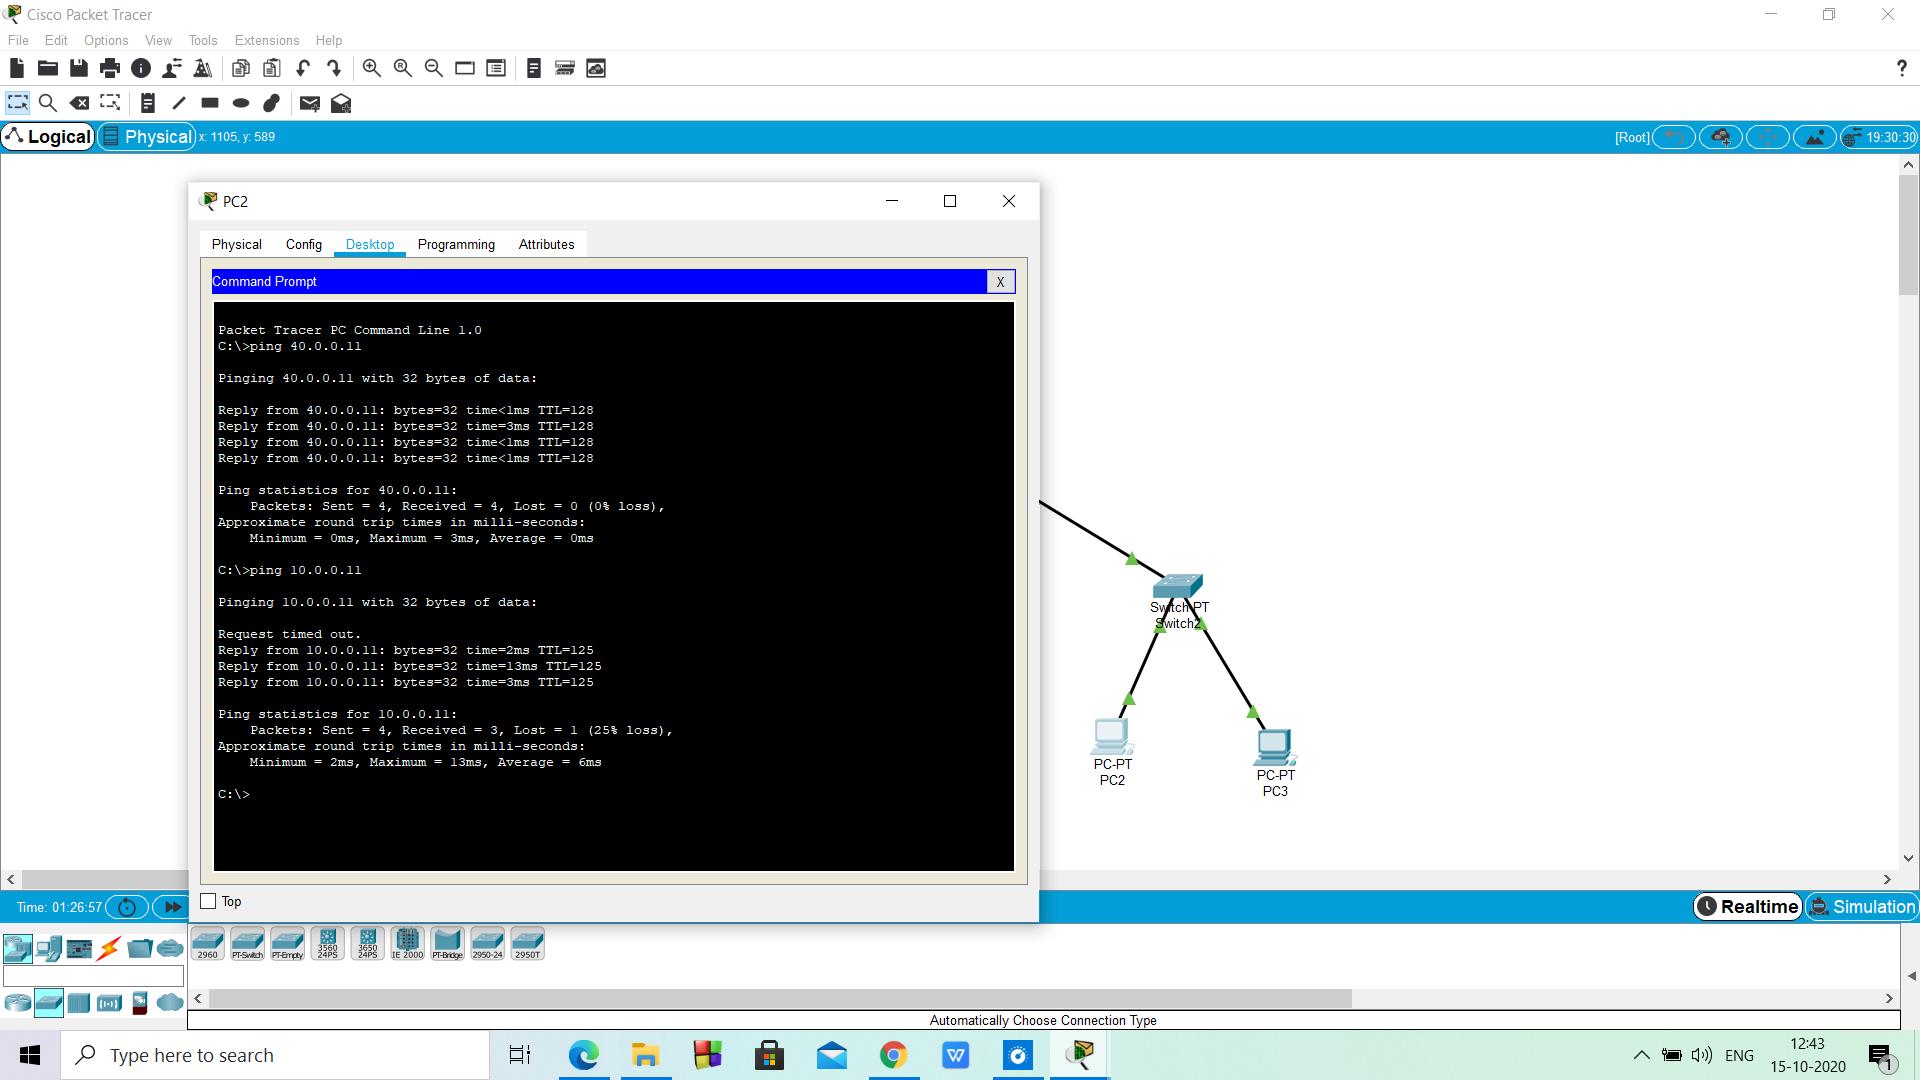 Cisco Packet Tracer
File Edit Options View Tools Extensions Help
?
Logical Physical x: 1105, y: 589 [Root] 19:30:30
PC2
Physical Config Desktop Programming Attributes
Command Prompt X
Packet Tracer PC Command Line 1.0
C:\>ping 40.0.0.11
Pinging 40.0.0.11 with 32 bytes of data:
Reply from 40.0.0.11: bytes=32 time<1ms TTL=128
Reply from 40.0.0.11: bytes=32 time=3ms TTL=128
Reply from 40.0.0.11: bytes=32 time<1ms TTL=128
Reply from 40.0.0.11: bytes=32 time<1ms TTL=128
Ping statistics for 40.0.0.11:
Packets: Sent = 4, Received = 4, Lost = 0 (0% loss),
Approximate round trip times in milli-seconds:
Minimum = 0ms, Maximum = 3ms, Average = 0ms
C:\>ping 10.0.0.11
Pinging 10.0.0.11 with 32 bytes of data:
Request timed out.
Reply from 10.0.0.11: bytes=32 time=2ms TTL=125
Reply from 10.0.0.11: bytes=32 time=13ms TTL=125
Reply from 10.0.0.11: bytes=32 time=3ms TTL=125
Ping statistics for 10.0.0.11:
Packets: Sent = 4, Received = 3, Lost = 1 (25% loss),
Approximate round trip times in milli-seconds:
Minimum = 2ms, Maximum = 13ms, Average = 6ms
C:\>
Top
Switch-PT
Switch2
PC-PT
PC2
PC-PT
PC3
Time: 01:26:57 Realtime Simulation
2960 PT-Switch PT-Empty 3560 24PS 3650 24PS IE 2000 PT-Bridge 2950-24 2950T
Automatically Choose Connection Type
Type here to search
ENG
12:43
15-10-2020
1